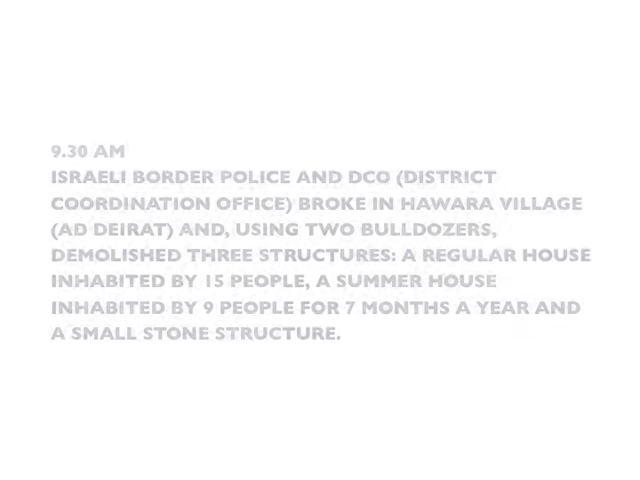 9.30 AM
ISRAELI BORDER POLICE AND DCO (DISTRICT
COORDINATION OFFICE) BROKE IN HAWARA VILLAGE
(AD DEIRAT) AND, USING TWO BULLDOZERS,
DEMOLISHED THREE STRUCTURES: A REGULAR HOUSE
INHABITED BY 15 PEOPLE, A SUMMER HOUSE
INHABITED BY 9 PEOPLE FOR 7 MONTHS A YEAR AND
A SMALL STONE STRUCTURE.